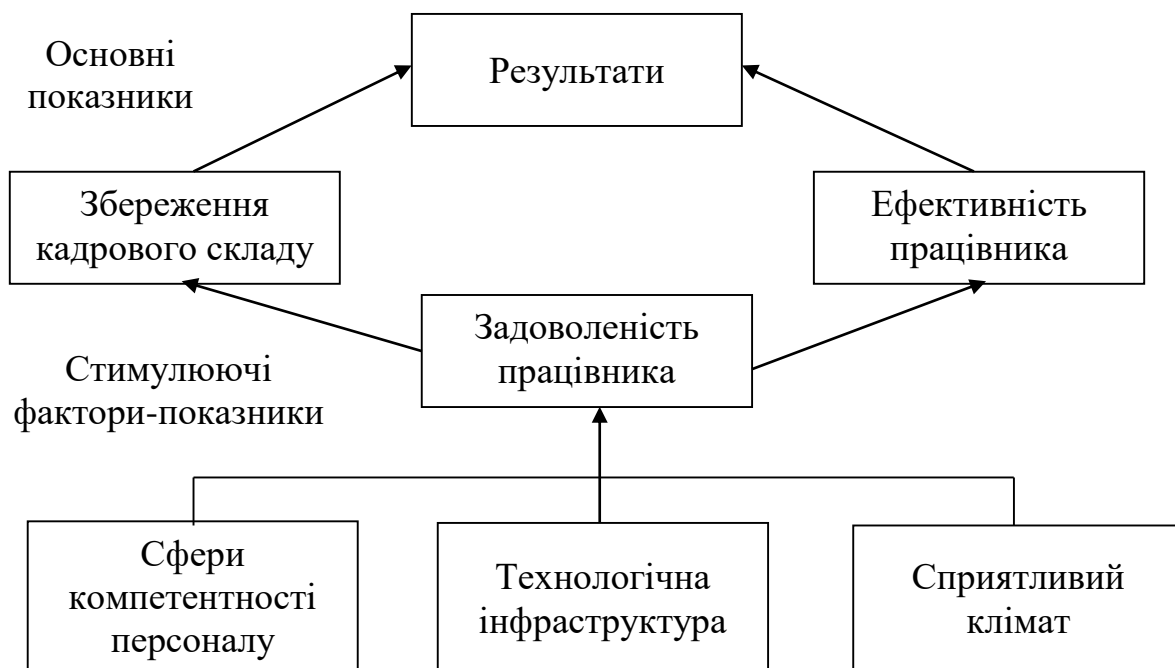 Основні
показники
Результати
Збереження
кадрового складу
Ефективність
працівника
Задоволеність
працівника
Стимулюючі
фактори-показники
Сфери
компетентності
персоналу
Технологічна
інфраструктура
Сприятливий
клімат